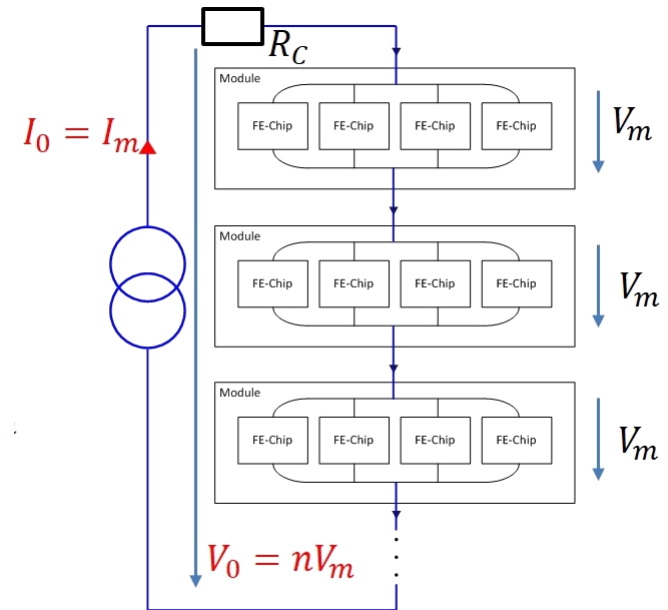 R_C
Module
FE-Chip FE-Chip FE-Chip FE-Chip
V_m
I_0 = I_m
Module
FE-Chip FE-Chip FE-Chip FE-Chip
V_m
Module
FE-Chip FE-Chip FE-Chip FE-Chip
V_m
V_0 = nV_m